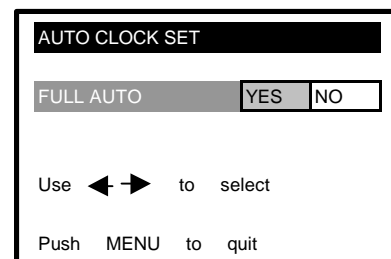 AUTO CLOCK SET
FULL AUTO YES NO
Use ◄ ► to select
Push MENU to quit